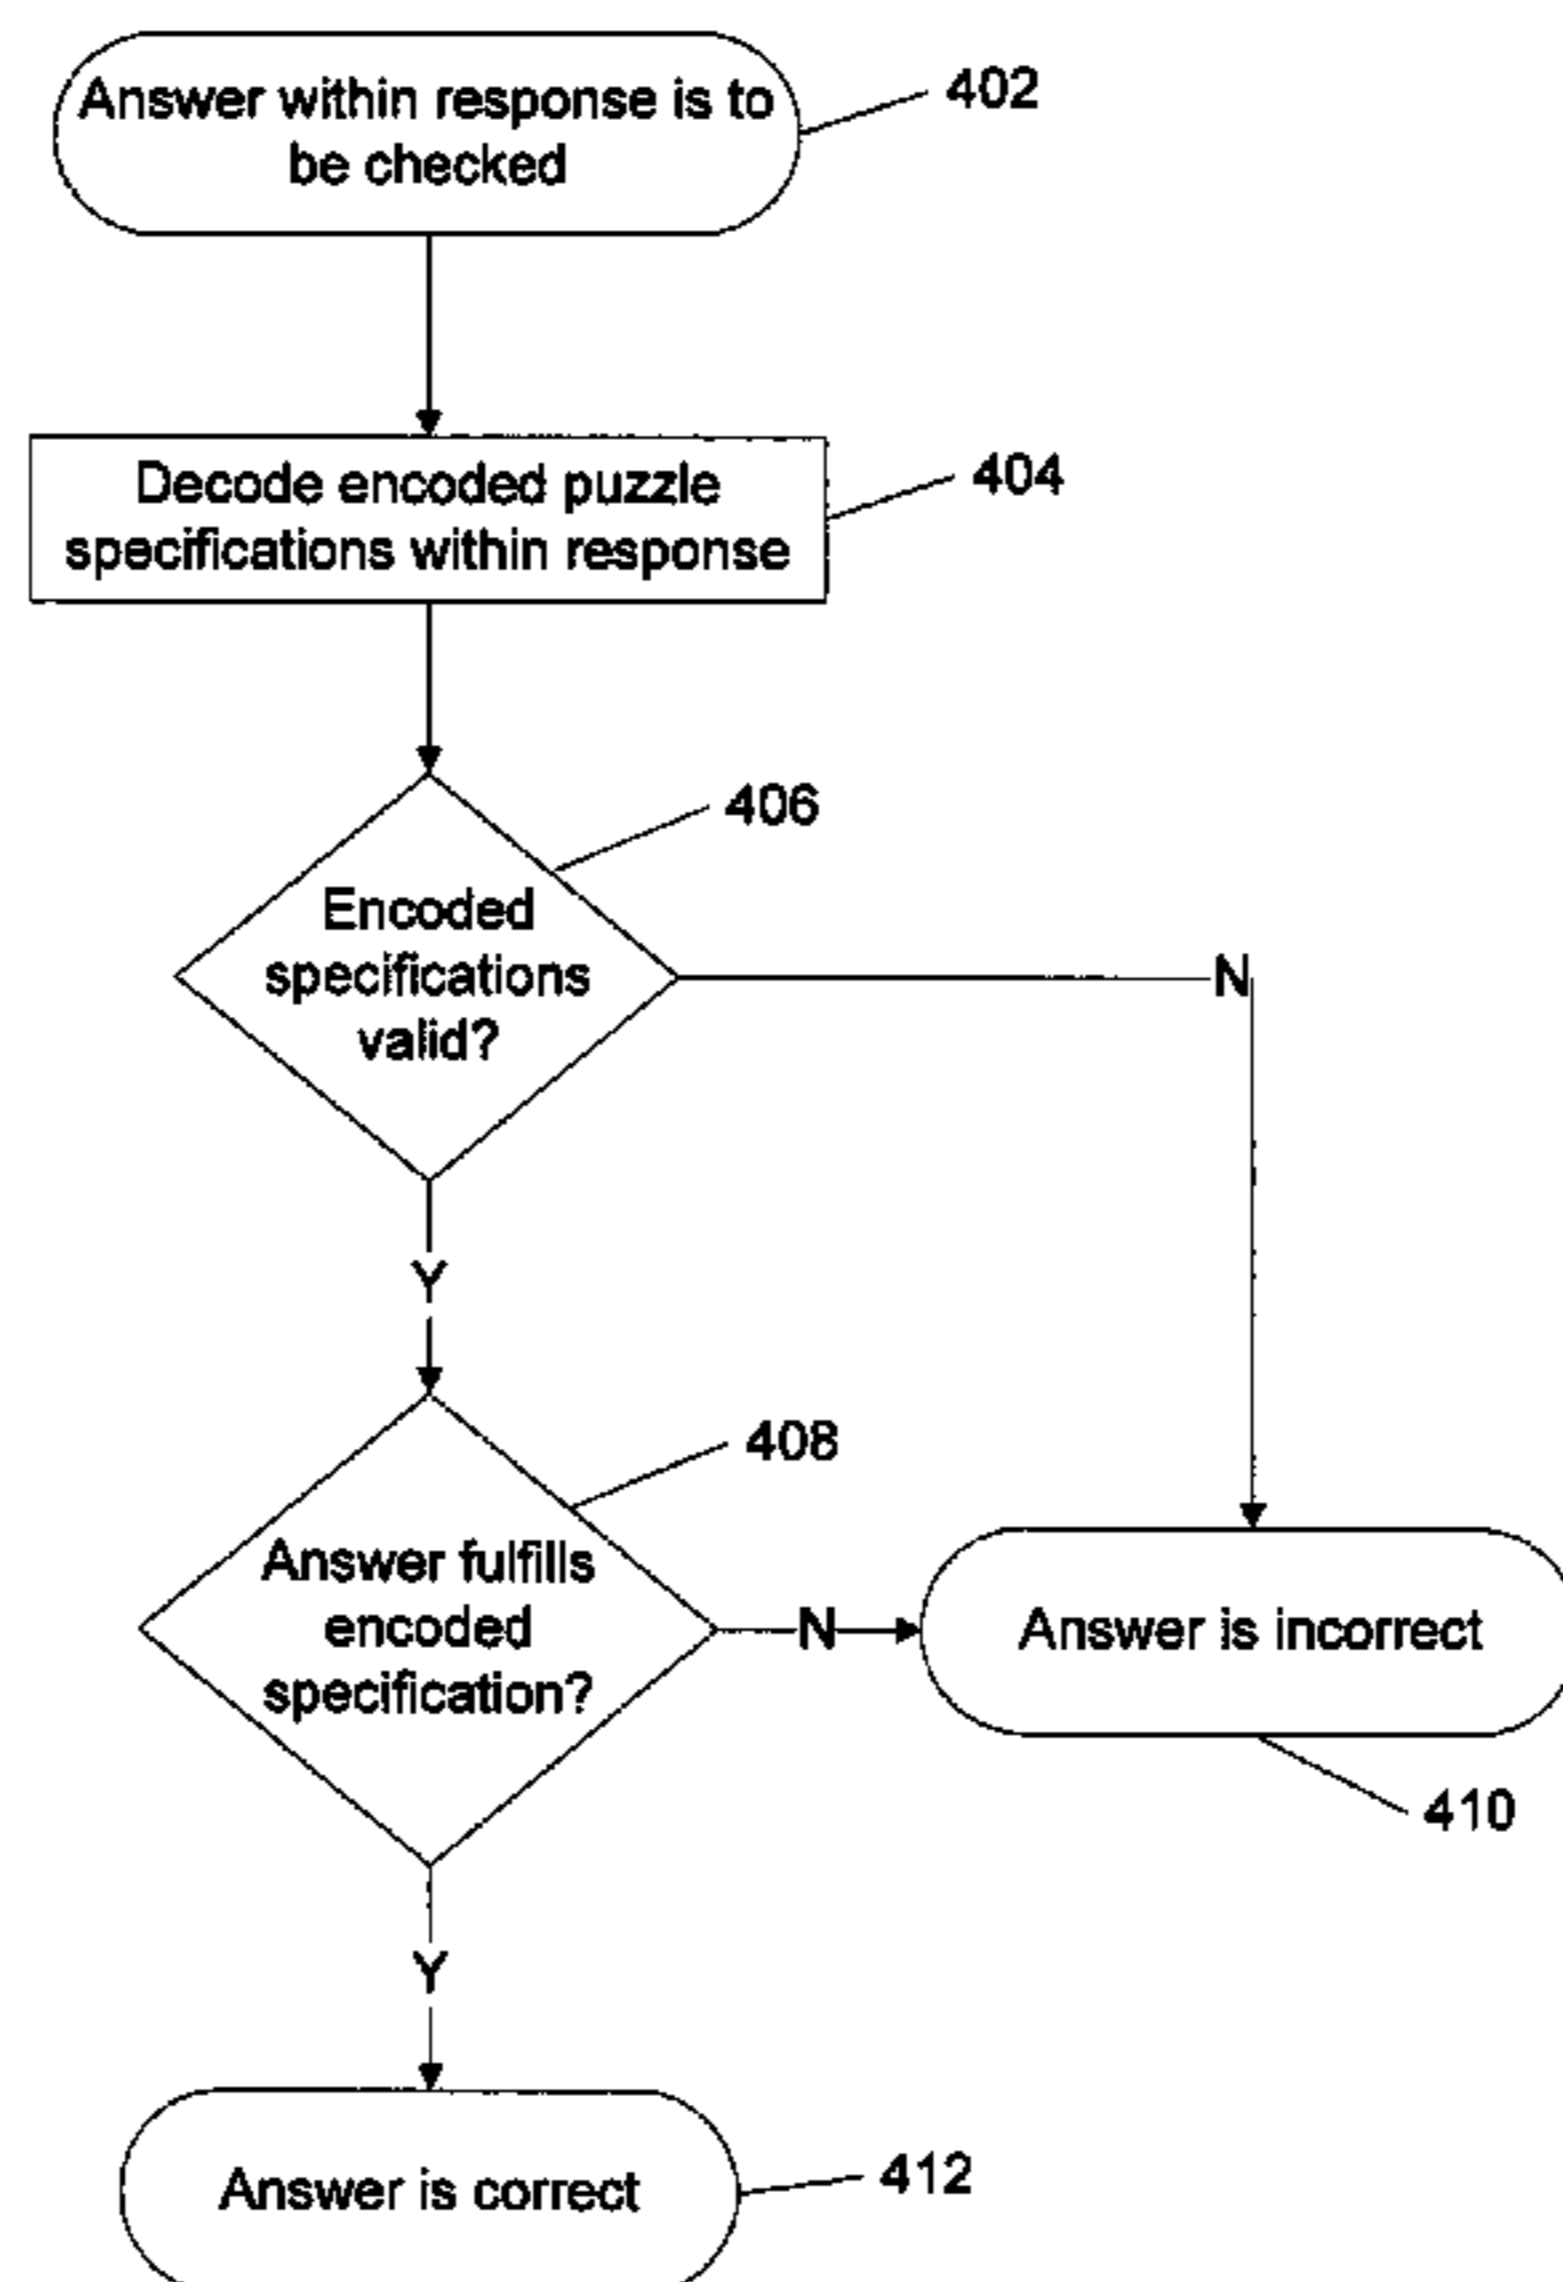 Answer within response is to
be checked
402
Decode encoded puzzle
specifications within response
404
406
Encoded
specifications
valid?
N
Y
408
Answer fulfills
encoded
specification?
N
Answer is incorrect
410
Y
Answer is correct
412